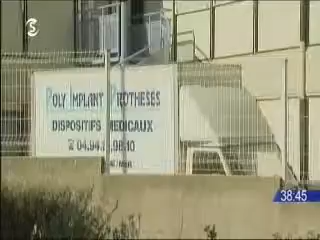 POLY IMPLANT PROTHESES
DISPOSITIFS MEDICAUX
38:45